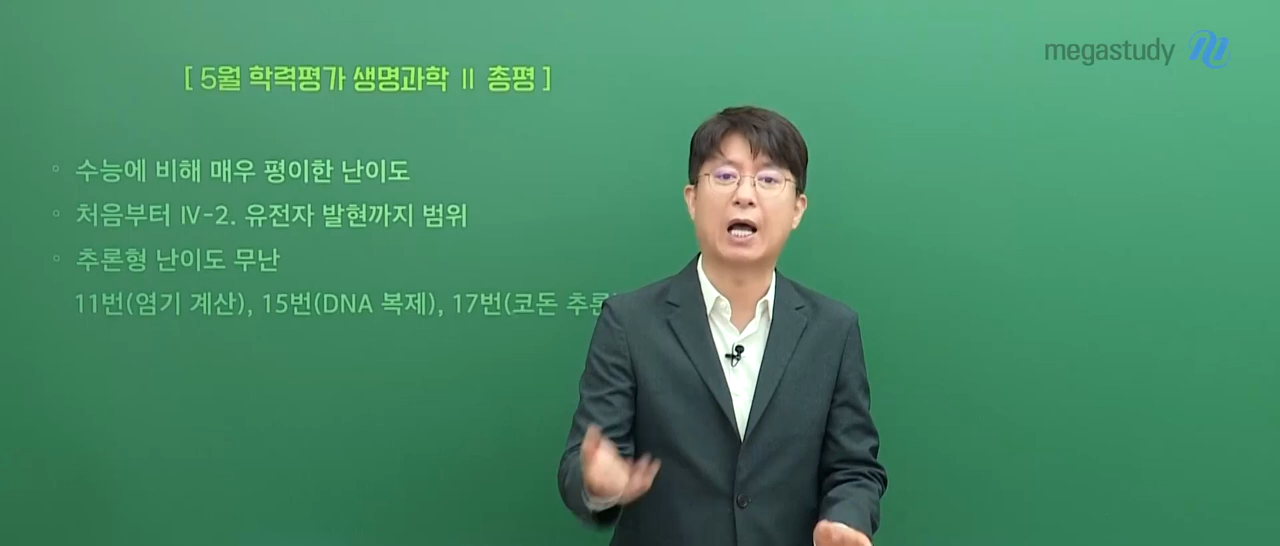 megastudy
[ 5월 학력평가 생명과학 Ⅱ 총평 ]
◦ 수능에 비해 매우 평이한 난이도
◦ 처음부터 Ⅳ-2. 유전자 발현까지 범위
◦ 추론형 난이도 무난
11번(염기 계산), 15번(DNA 복제), 17번(코돈 추론